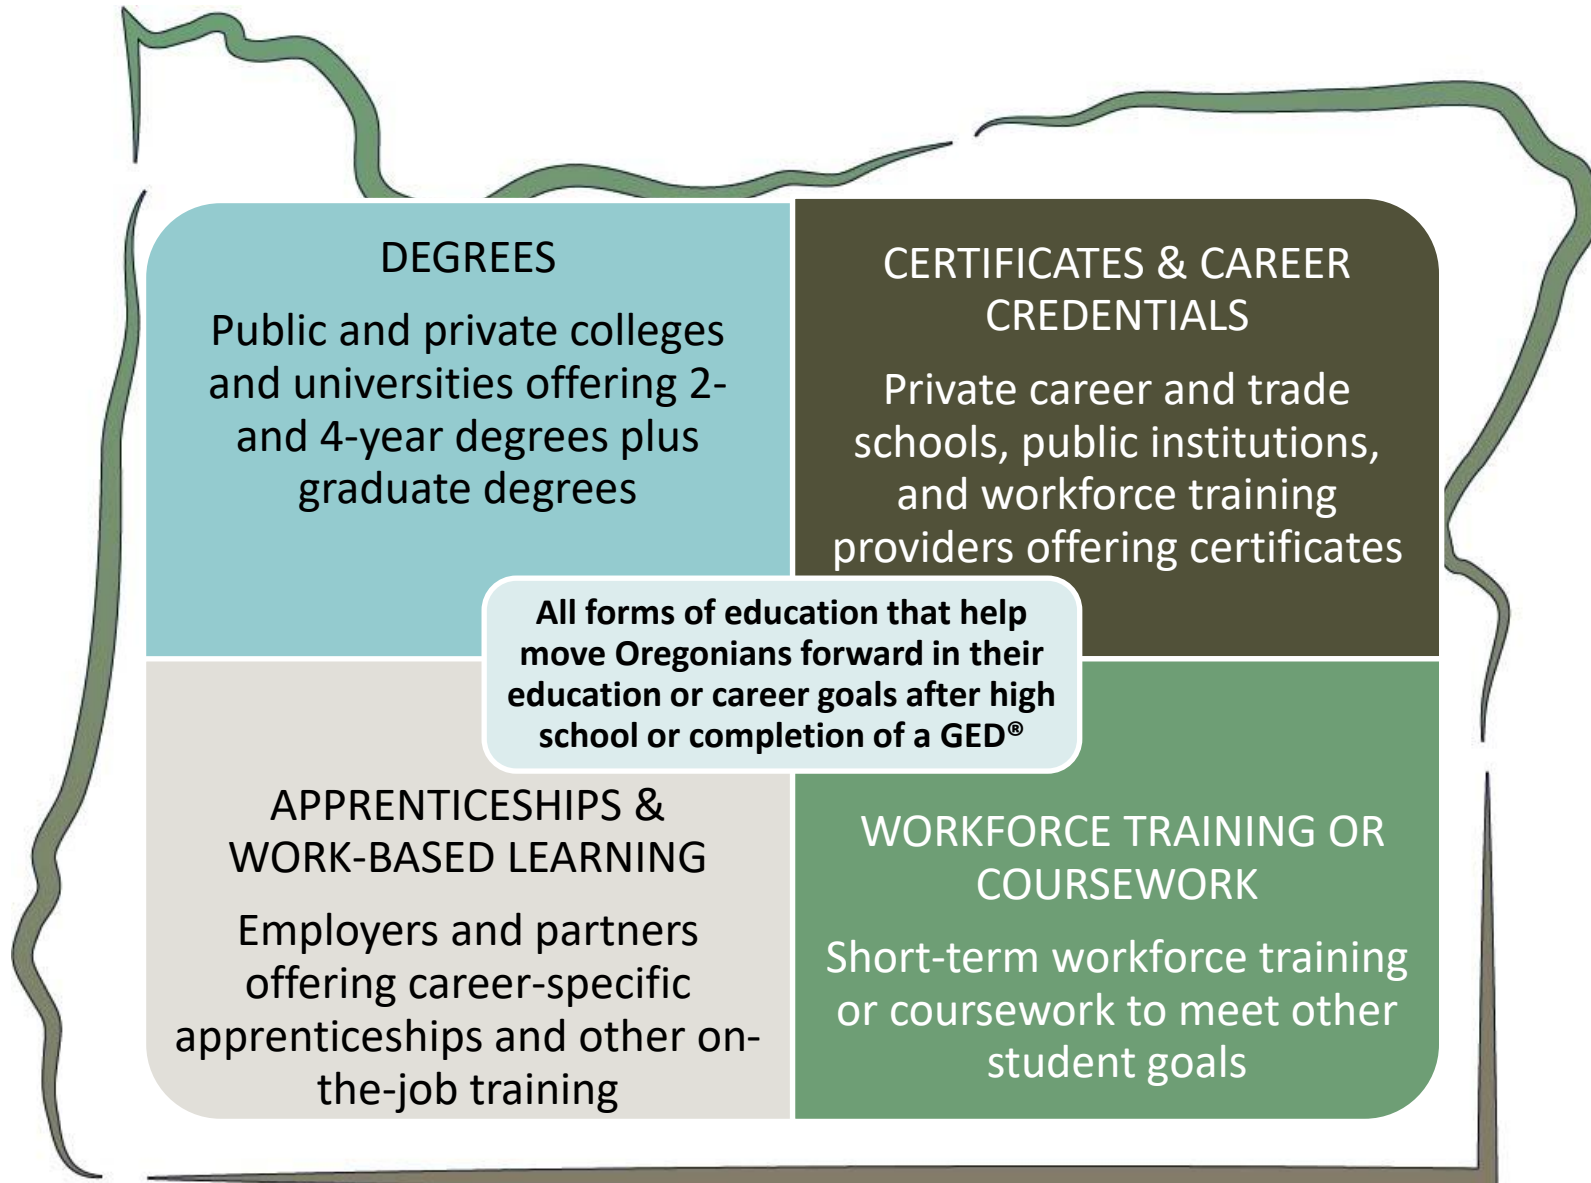 DEGREES
Public and private colleges
and universities offering 2-
and 4-year degrees plus
graduate degrees
CERTIFICATES & CAREER
CREDENTIALS
Private career and trade
schools, public institutions,
and workforce training
providers offering certificates
All forms of education that help
move Oregonians forward in their
education or career goals after high
school or completion of a GED®
APPRENTICESHIPS &
WORK-BASED LEARNING
Employers and partners
offering career-specific
apprenticeships and other on-
the-job training
WORKFORCE TRAINING OR
COURSEWORK
Short-term workforce training
or coursework to meet other
student goals